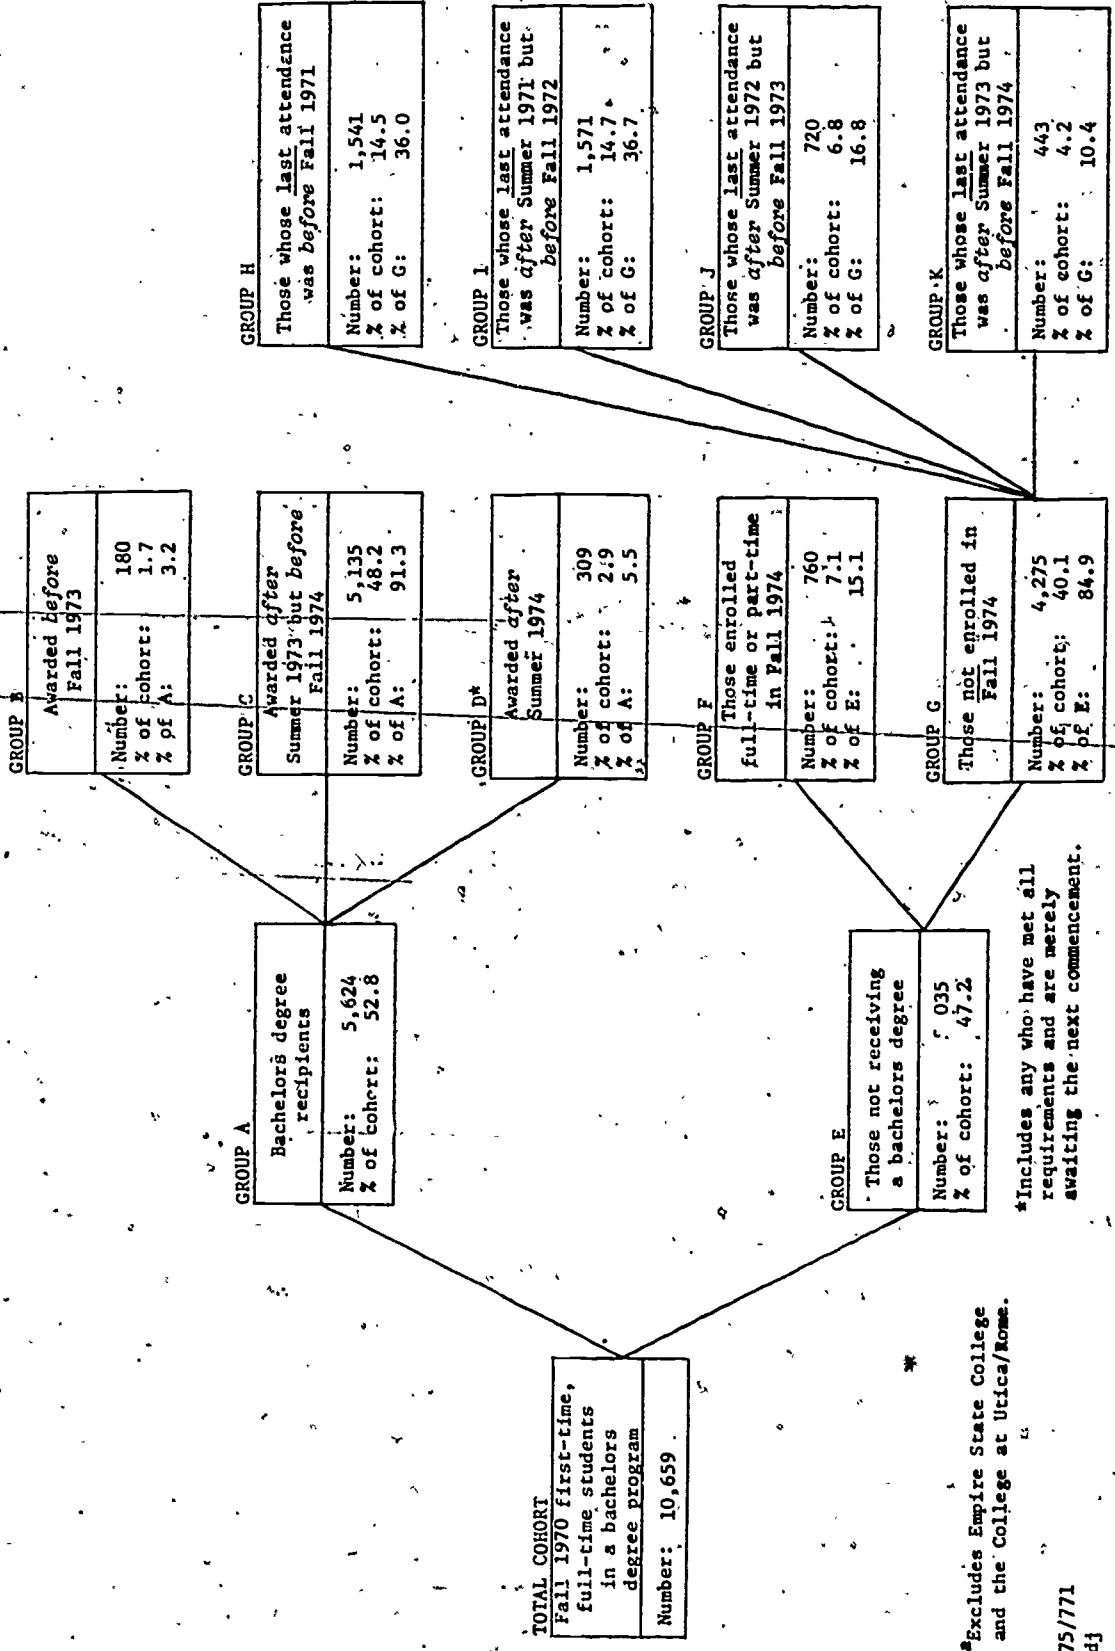 TOTAL COHORT
Fall 1970 first-time,
full-time students
in a bachelors
degree program
Number: 10,659
GROUP A
Bachelors degree
recipients
Number: 5,624
% of cohort: 52.8
GROUP E
Those not receiving
a bachelors degree
Number: 035
% of cohort: 47.2
GROUP B
Awarded before
Fall 1973
Number: 180
% of cohort: 1.7
% of A: 3.2
GROUP C
Awarded after
Summer 1973 but before
Fall 1974
Number: 5,135
% of cohort: 48.2
% of A: 91.3
GROUP D*
Awarded after
Summer 1974
Number: 309
% of cohort: 2.9
% of A: 5.5
GROUP F
Those enrolled
full-time or part-time
in Fall 1974
Number: 760
% of cohort: 7.1
% of E: 15.1
GROUP G
Those not enrolled in
Fall 1974
Number: 4,275
% of cohort: 40.1
% of E: 84.9
GROUP H
Those whose last attendance
was before Fall 1971
Number: 1,541
% of cohort: 14.5
% of G: 36.0
GROUP I
Those whose last attendance
was after Summer 1971 but
before Fall 1972
Number: 1,571
% of cohort: 14.7
% of G: 36.7
GROUP J
Those whose last attendance
was after Summer 1972 but
before Fall 1973
Number: 720
% of cohort: 6.8
% of G: 16.8
GROUP K
Those whose last attendance
was after Summer 1973 but
before Fall 1974
Number: 443
% of cohort: 4.2
% of G: 10.4
*Includes any who have met all
requirements and are merely
awaiting the next commencement.
aExcludes Empire State College
and the College at Utica/Rome.
75/771
dj